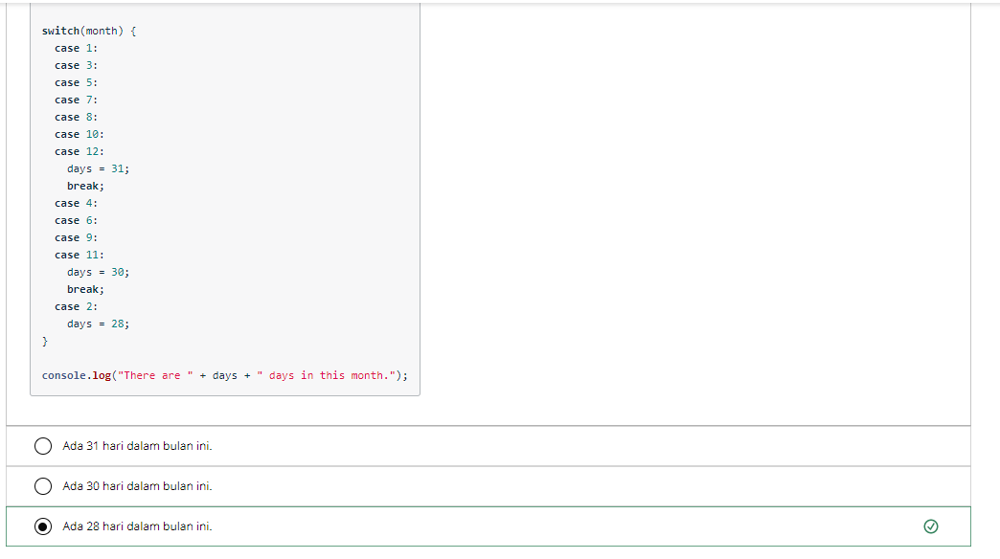 switch(month) {
case 1:
case 3:
case 5:
case 7:
case 8:
case 10:
case 12:
days = 31;
break;
case 4:
case 6:
case 9:
case 11:
days = 30;
break;
case 2:
days = 28;
}
console.log("There are " + days + " days in this month.");
Ada 31 hari dalam bulan ini.
Ada 30 hari dalam bulan ini.
Ada 28 hari dalam bulan ini.